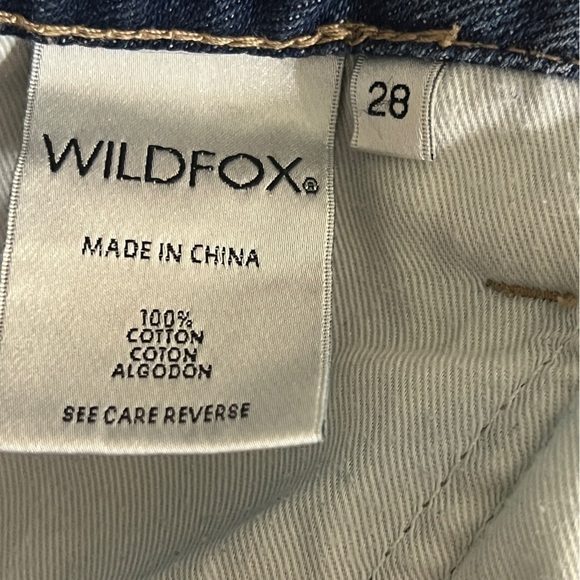 WILDFOX®
28
MADE IN CHINA
100%
COTTON
COTON
ALGODON
SEE CARE REVERSE